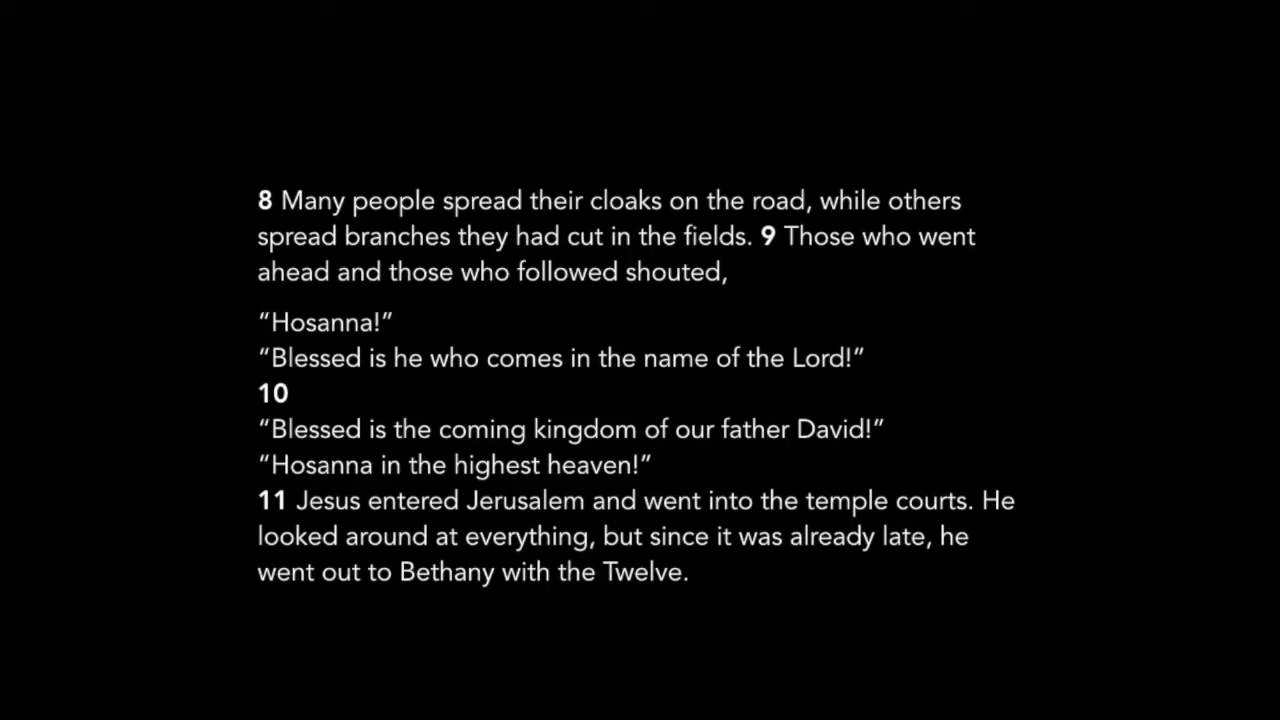 8 Many people spread their cloaks on the road, while others
spread branches they had cut in the fields. 9 Those who went
ahead and those who followed shouted,
“Hosanna!”
“Blessed is he who comes in the name of the Lord!”
10
“Blessed is the coming kingdom of our father David!”
“Hosanna in the highest heaven!”
11 Jesus entered Jerusalem and went into the temple courts. He
looked around at everything, but since it was already late, he
went out to Bethany with the Twelve.